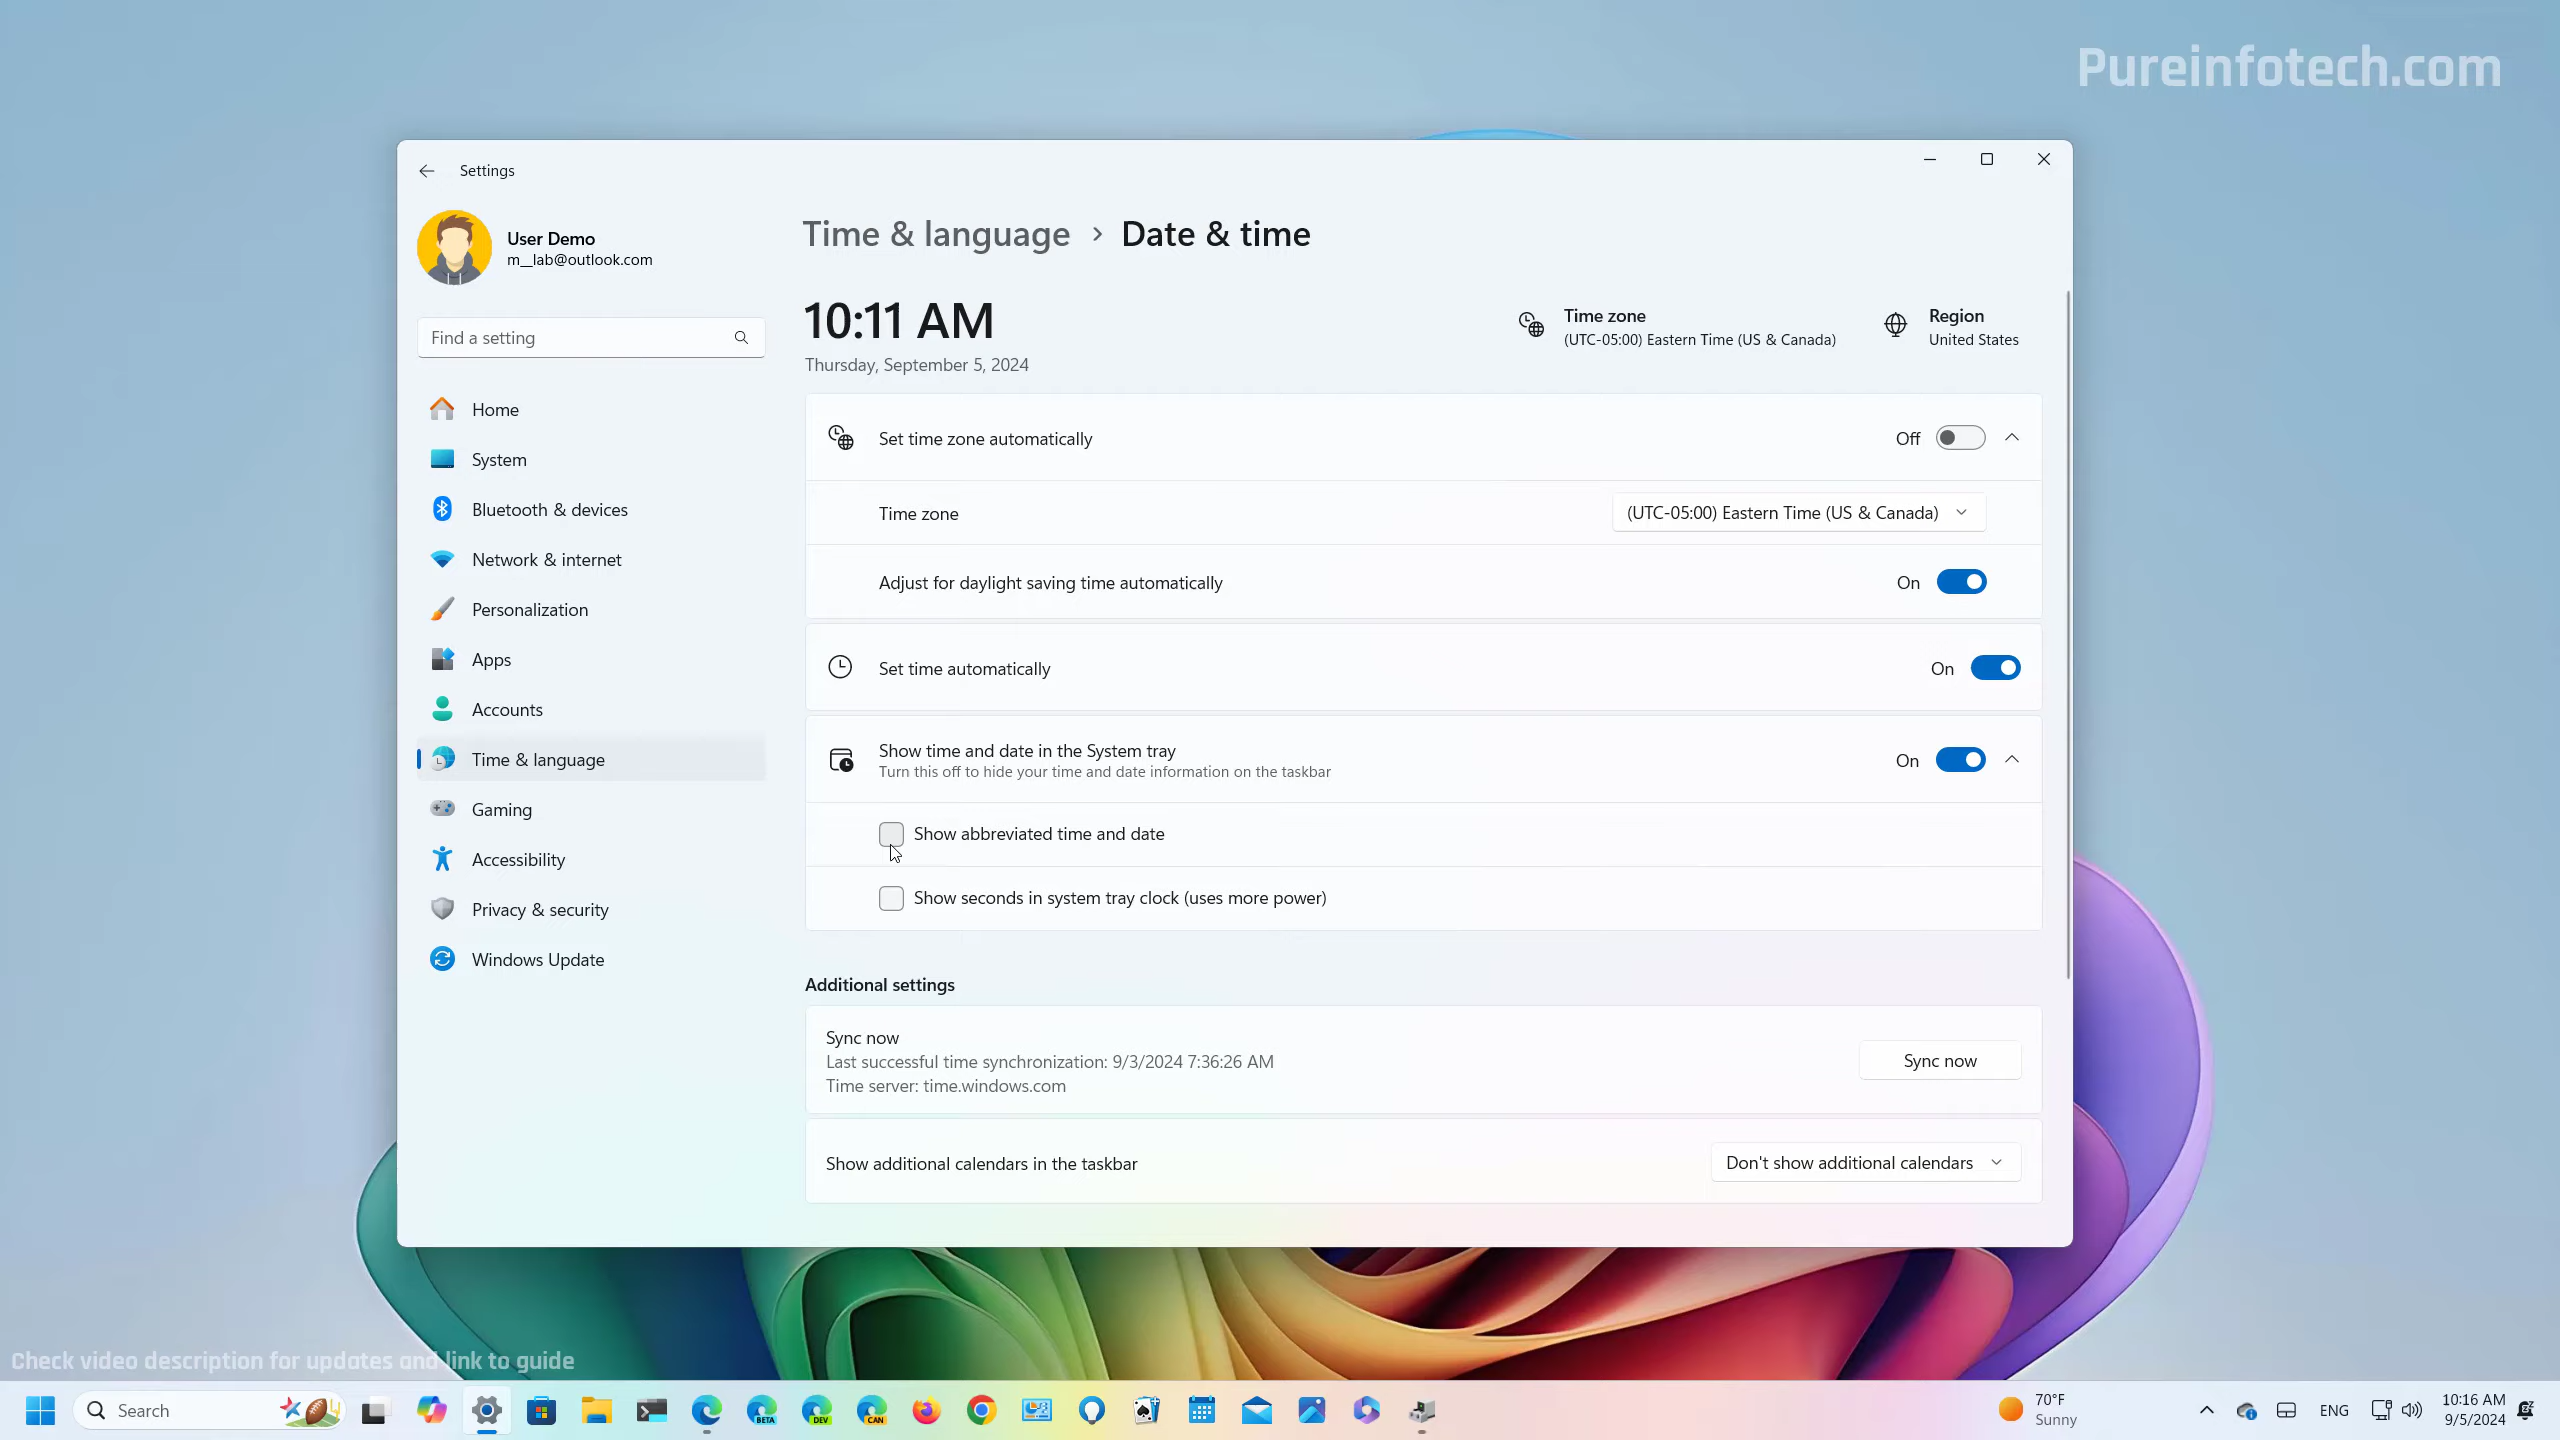 Pureinfotech.com
Settings
User Demo
m__lab@outlook.com
Find a setting
Home
System
Bluetooth & devices
Network & internet
Personalization
Apps
Accounts
Time & language
Gaming
Accessibility
Privacy & security
Windows Update
Time & language > Date & time
10:11 AM
Thursday, September 5, 2024
Time zone
(UTC-05:00) Eastern Time (US & Canada)
Region
United States
Set time zone automatically
Off
Time zone
(UTC-05:00) Eastern Time (US & Canada)
Adjust for daylight saving time automatically
On
Set time automatically
On
Show time and date in the System tray
Turn this off to hide your time and date information on the taskbar
On
Show abbreviated time and date
Show seconds in system tray clock (uses more power)
Additional settings
Sync now
Last successful time synchronization: 9/3/2024 7:36:26 AM
Time server: time.windows.com
Sync now
Show additional calendars in the taskbar
Don't show additional calendars
Check video description for updates and link to guide
Search
BETA
DEV
CAN
70°F
Sunny
ENG
10:16 AM
9/5/2024